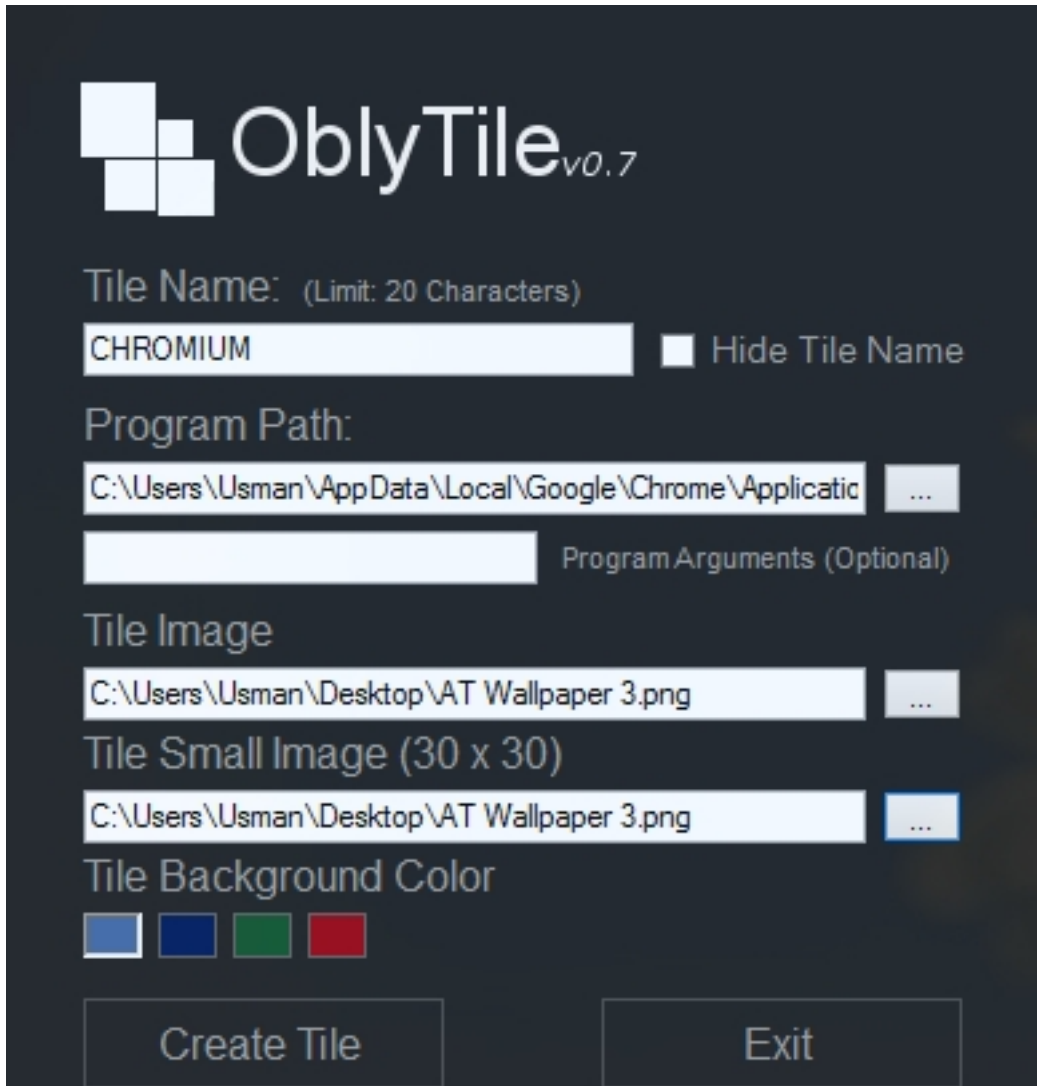 OblyTile v0.7
Tile Name: (Limit: 20 Characters)
CHROMIUM
Hide Tile Name
Program Path:
C:\Users\Usman\AppData\Local\Google\Chrome\Applicatio
...
Program Arguments (Optional)
Tile Image
C:\Users\Usman\Desktop\AT Wallpaper 3.png
...
Tile Small Image (30 x 30)
C:\Users\Usman\Desktop\AT Wallpaper 3.png
...
Tile Background Color
Create Tile
Exit